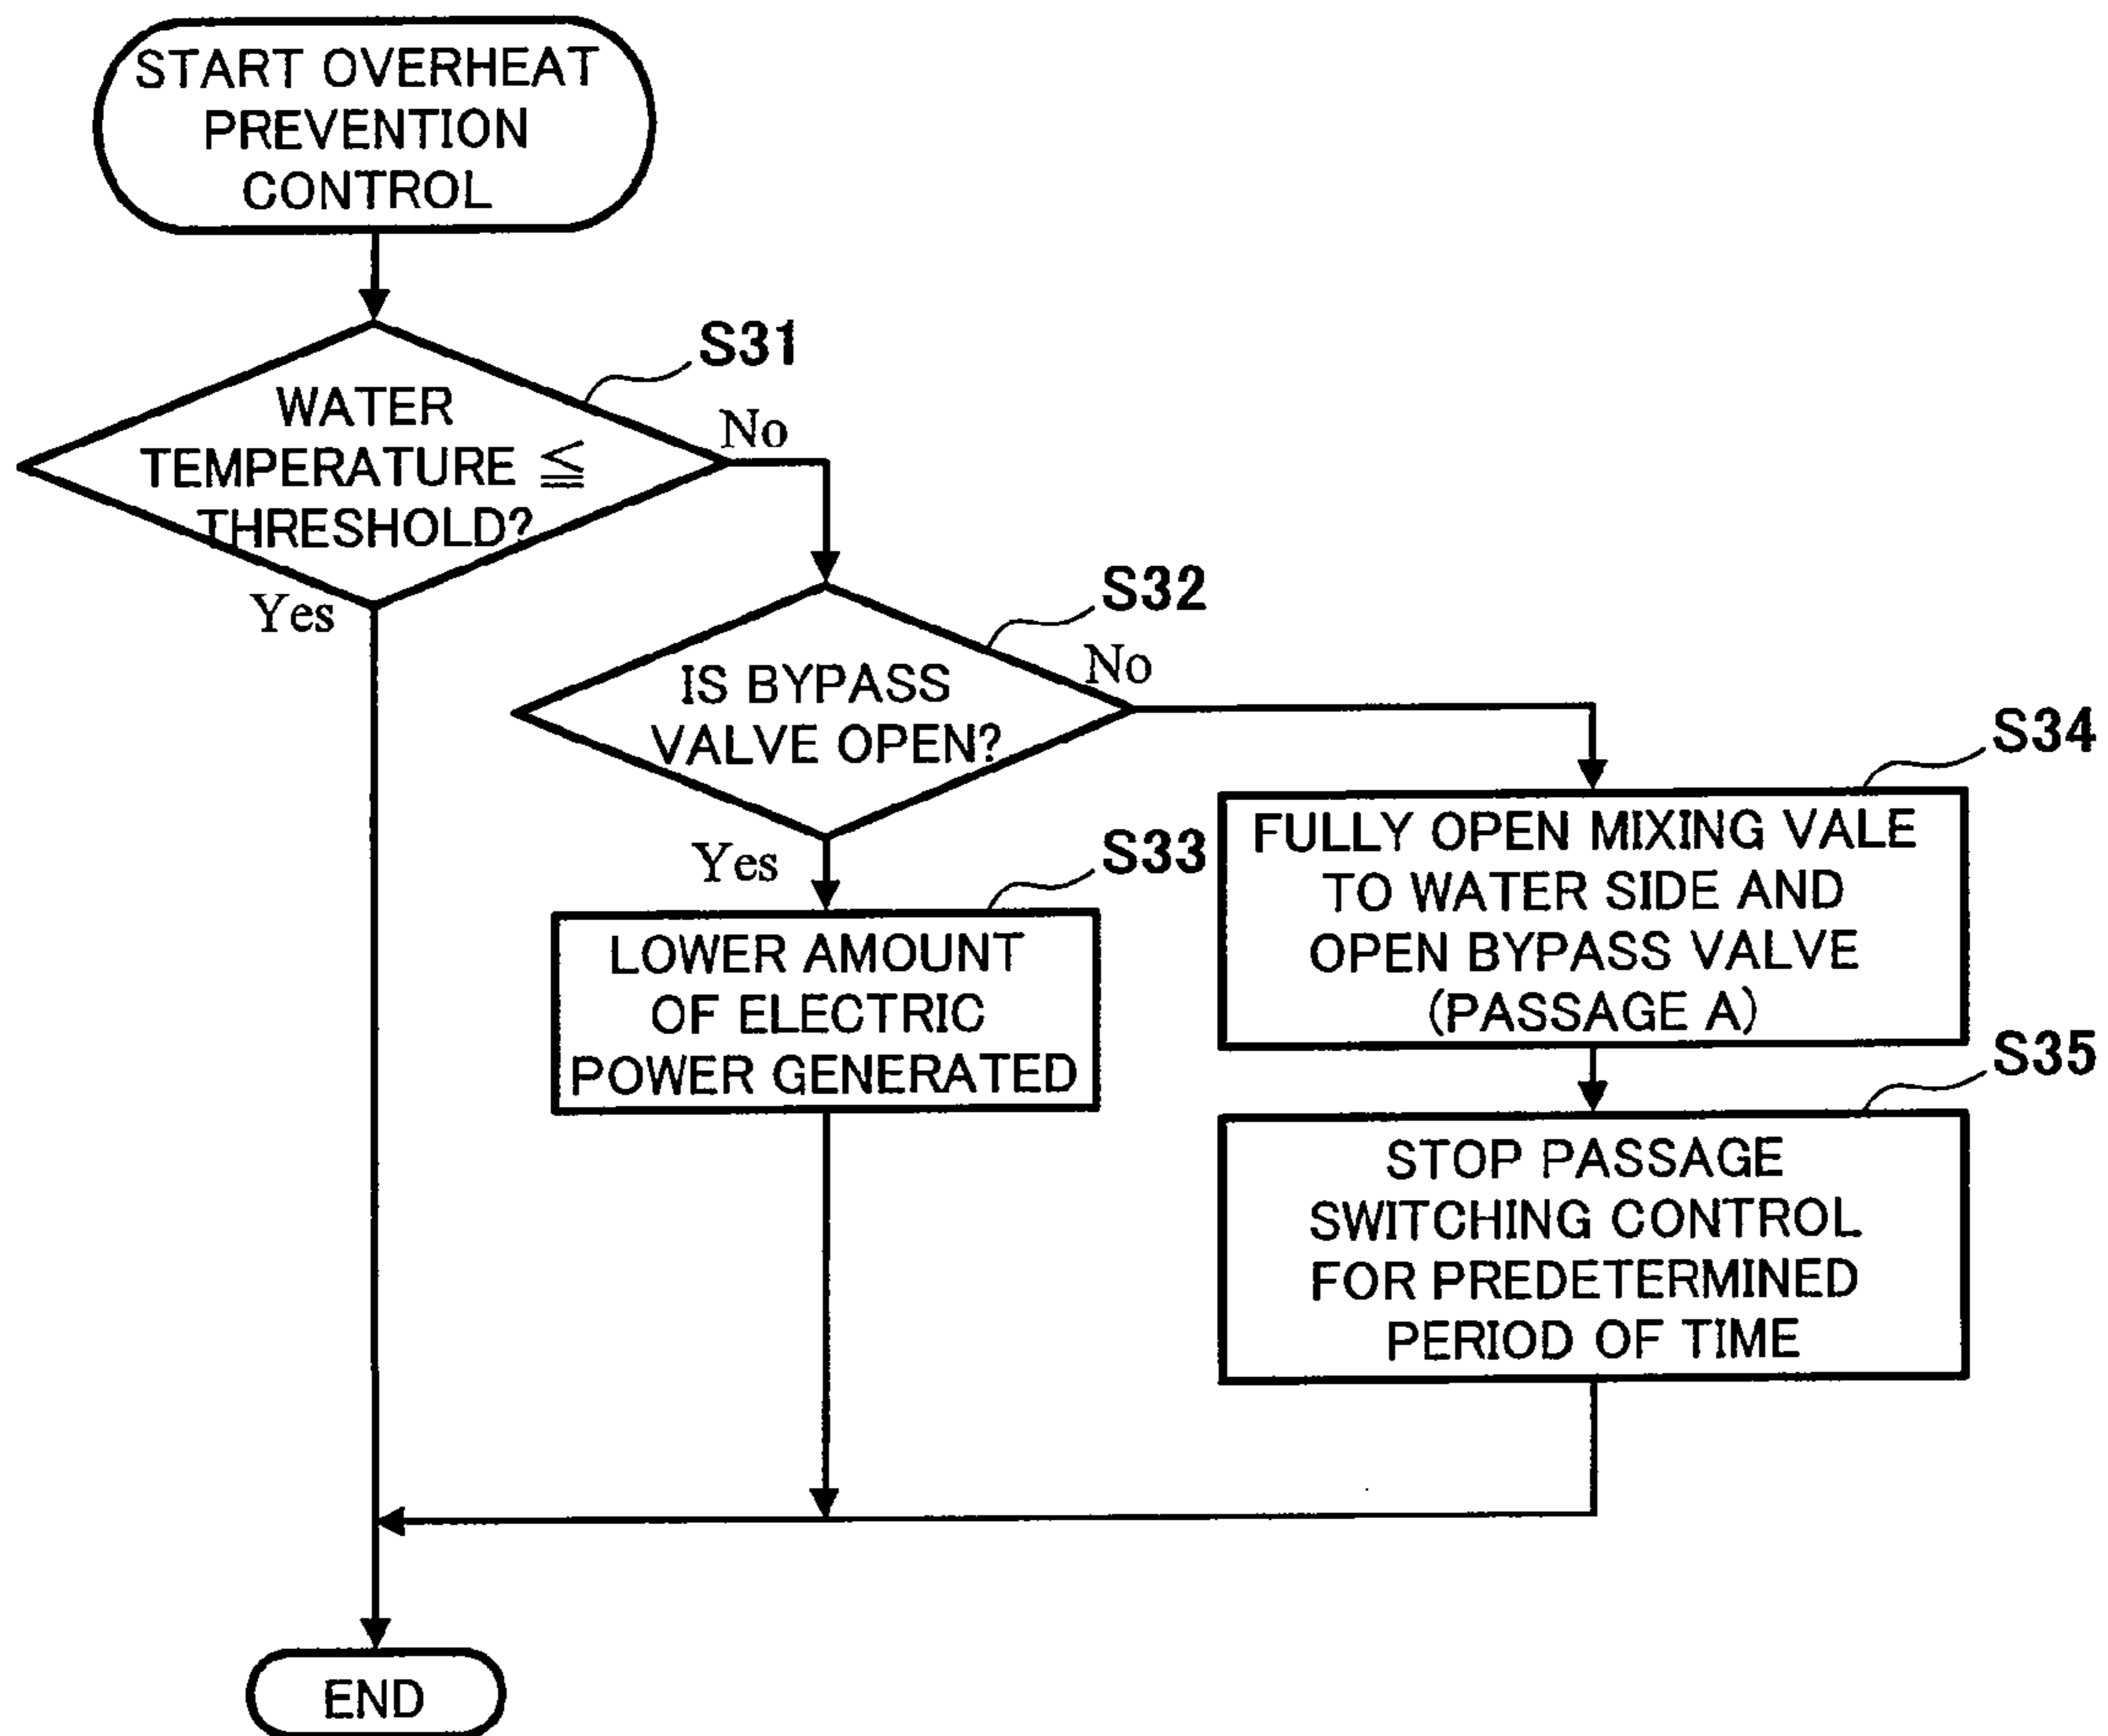 START OVERHEAT
PREVENTION
CONTROL
S31
WATER
TEMPERATURE ≦
THRESHOLD?
No
Yes
S32
IS BYPASS
VALVE OPEN?
No
Yes
S33
LOWER AMOUNT
OF ELECTRIC
POWER GENERATED
S34
FULLY OPEN MIXING VALE
TO WATER SIDE AND
OPEN BYPASS VALVE
(PASSAGE A)
S35
STOP PASSAGE
SWITCHING CONTROL
FOR PREDETERMINED
PERIOD OF TIME
END